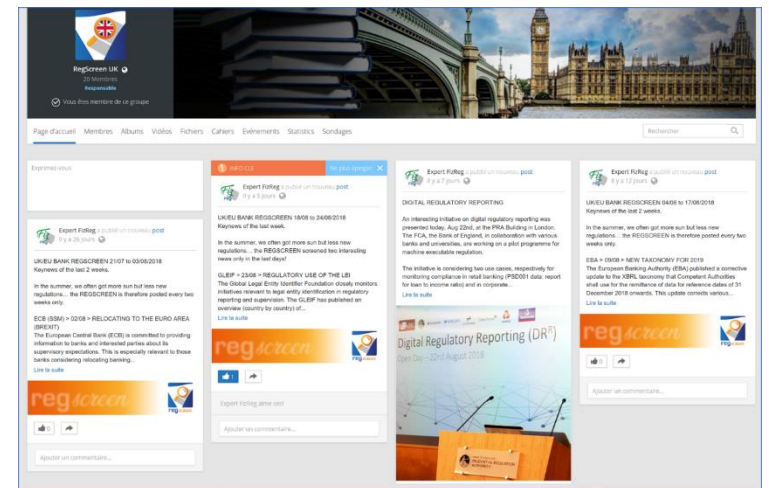 RegScreen UK
26 Membres
Responsable
Vous êtes membre de ce groupe
Page d'accueil Membres Albums Vidéos Fichiers Cahiers Evénements Statistics Sondages
Rechercher
Exprimez-vous
Expert FizReg a publié un nouveau post
Il y a 26 jours
UK/EU BANK REGSCREEN 21/07 to 03/08/2018
Keynews of the last 2 weeks.
In the summer, we often got more sun but less new
regulations... the REGSCREEN is therefore posted every two
weeks only.
ECB (SSM) > 02/08 > RELOCATING TO THE EURO AREA
(BREXIT)
The European Central Bank (ECB) is committed to providing
information to banks and interested parties about its
supervisory expectations. This is especially relevant to those
banks considering relocating banking...
Lire la suite
regscreen
0
Ajouter un commentaire...
INFO CLÉ
Ne plus épingler X
Expert FizReg a publié un nouveau post
Il y a 5 jours
UK/EU BANK REGSCREEN 18/08 to 24/08/2018
Keynews of the last week.
In the summer, we often got more sun but less new
regulations... the REGSCREEN screened two interesting
news only in the last days!
GLEIF > 23/08 > REGULATORY USE OF THE LEI
The Global Legal Entity Identifier Foundation closely monitors
initiatives relevant to legal entity identification in regulatory
reporting and supervision. The GLEIF has published an
overview (country by country) of...
Lire la suite
regscreen
1
Expert FizReg aime ceci
Ajouter un commentaire...
Expert FizReg a publié un nouveau post
Il y a 7 jours
DIGITAL REGULATORY REPORTING
An interesting initiative on digital regulatory reporting was
presented today, Aug 22nd, at the PRA Building in London.
The FCA, the Bank of England, in collaboration with various
banks and universities, are working on a pilot programme for
machine executable regulation.
The initiative is considering two use cases, respectively for
monitoring compliance in retail banking (PSD001 data: report
for loan to income ratio) and in corporate...
Lire la suite
Digital Regulatory Reporting (DRR)
Open Day – 22nd August 2018
Expert FizReg a publié un nouveau post
Il y a 12 jours
UK/EU BANK REGSCREEN 04/08 to 17/08/2018
Keynews of the last 2 weeks.
In the summer, we often got more sun but less new
regulations... the REGSCREEN is therefore posted every two
weeks only.
EBA > 09/08 > NEW TAXONOMY FOR 2019
The European Banking Authority (EBA) published a corrective
update to the XBRL taxonomy that Competent Authorities
shall use for the remittance of data for reference dates of 31
December 2018 onwards. This update corrects various...
Lire la suite
regscreen
0
Ajouter un commentaire...